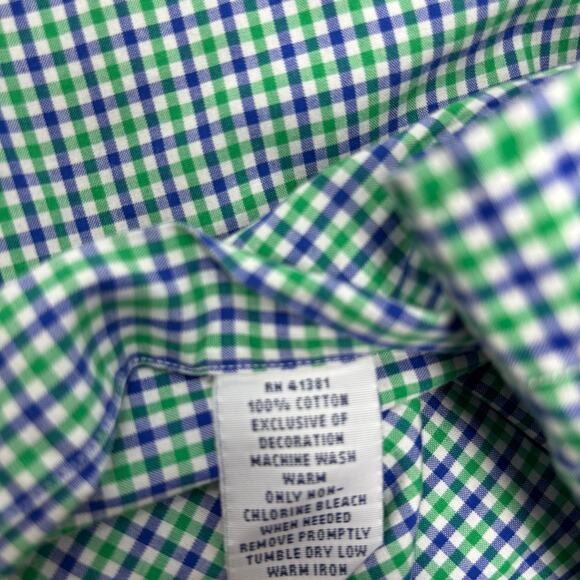 RN 41381
100% COTTON
EXCLUSIVE OF
DECORATION
MACHINE WASH
WARM
ONLY NON-
CHLORINE BLEACH
WHEN NEEDED
REMOVE PROMPTLY
TUMBLE DRY LOW
WARM IRON